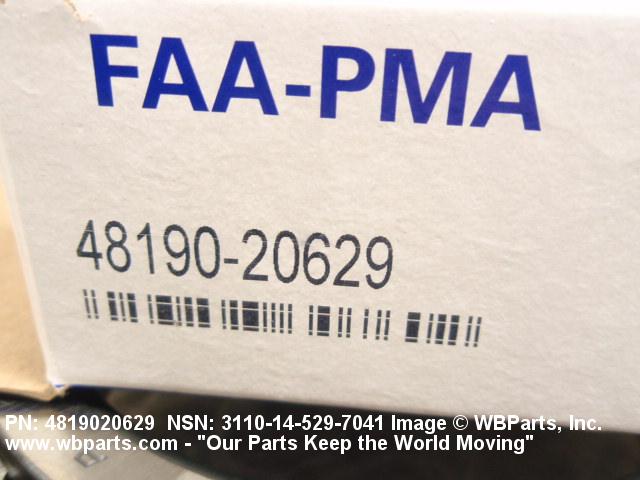 FAA-PMA
48190-20629
PN: 4819020629 NSN: 3110-14-529-7041 Image © WBParts, Inc.
www.wbparts.com - "Our Parts Keep the World Moving"